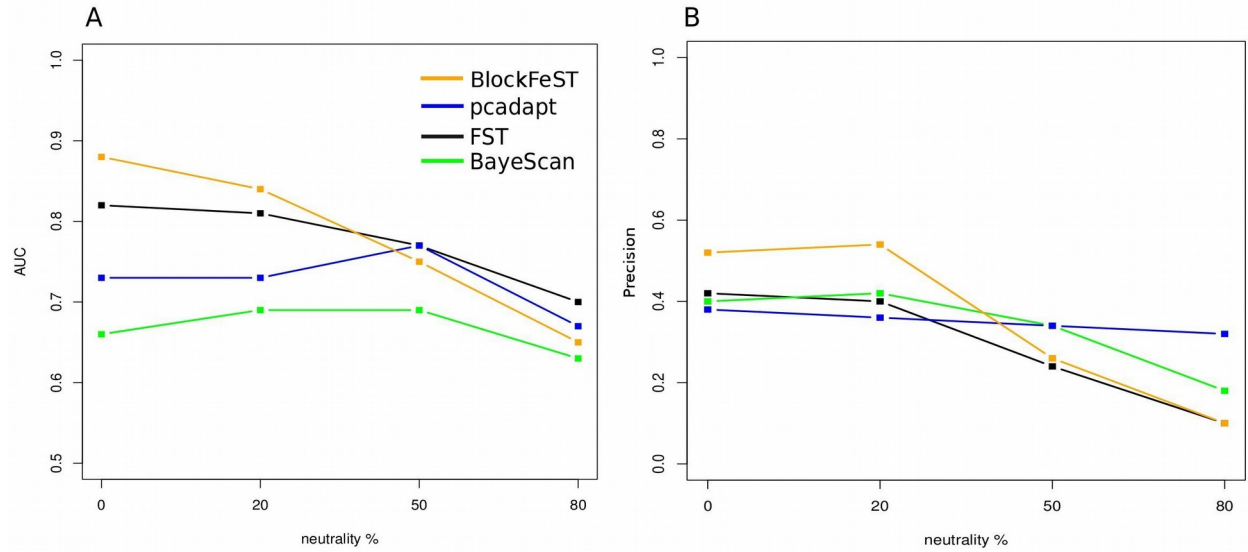 A
1.0
0.9
0.8
0.7
0.6
0.5
AUC
BlockFeST
pcadapt
FST
BayeScan
0 20 50 80
neutrality %
B
1.0
0.8
0.6
0.4
0.2
0.0
Precision
0 20 50 80
neutrality %